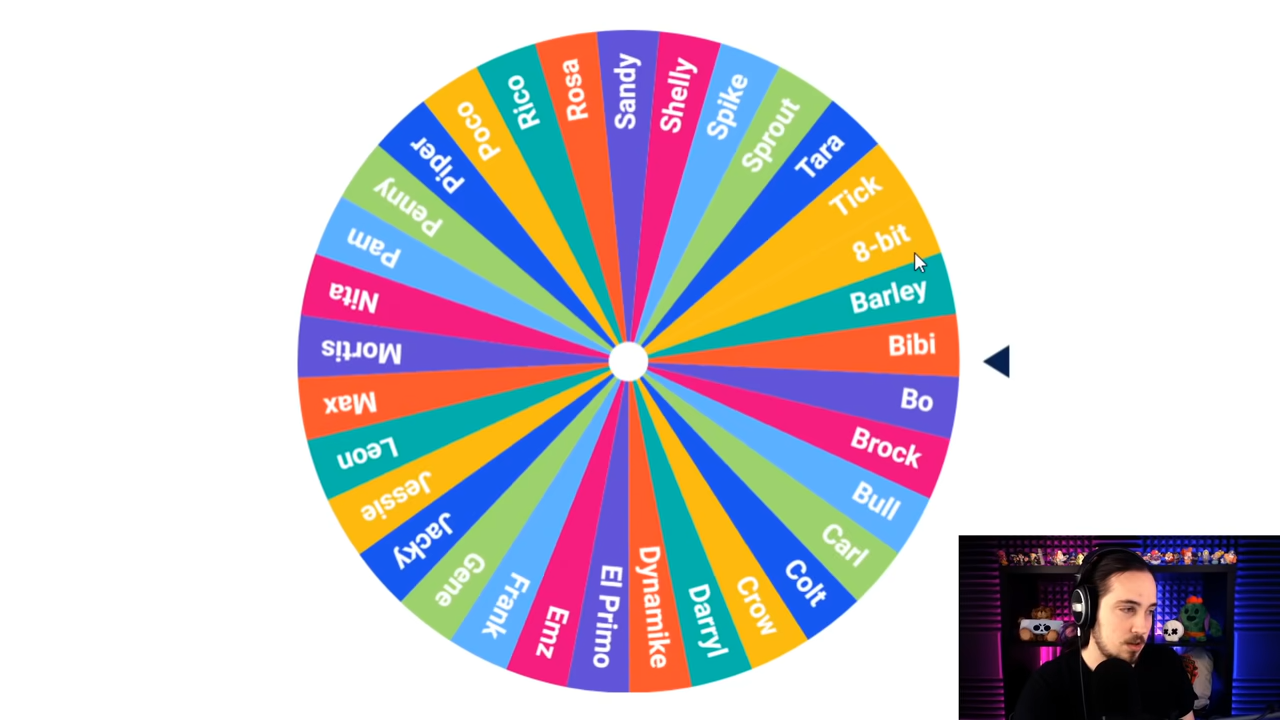 8-bit
Barley
Bibi
Bo
Brock
Bull
Carl
Colt
Crow
Darryl
Dynamike
El Primo
Emz
Frank
Gene
Jacky
Jessie
Leon
Max
Mortis
Nita
Pam
Penny
Piper
Poco
Rico
Rosa
Sandy
Shelly
Spike
Sprout
Tara
Tick